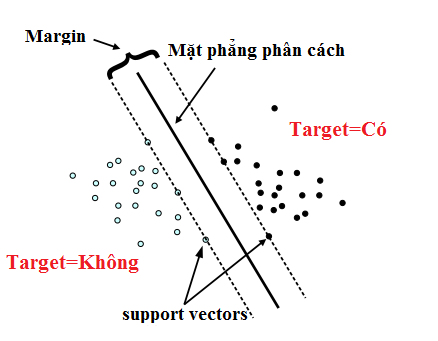 Margin
Mặt phẳng phân cách
Target=Có
Target=Không
support vectors